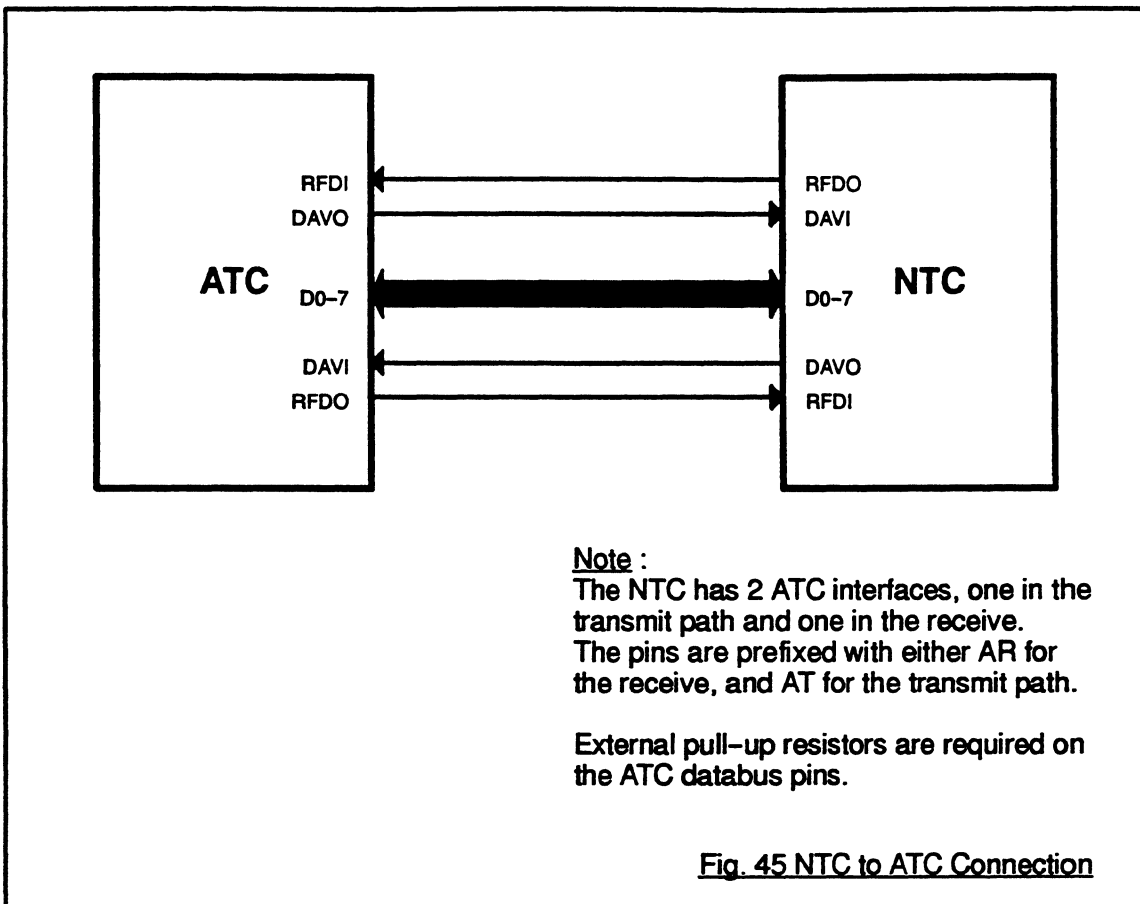 RFDI
RFDO
DAVO
DAVI
ATC
D0–7
D0–7
NTC
DAVI
DAVO
RFDO
RFDI
Note :
The NTC has 2 ATC interfaces, one in the
transmit path and one in the receive.
The pins are prefixed with either AR for
the receive, and AT for the transmit path.
External pull–up resistors are required on
the ATC databus pins.
Fig. 45 NTC to ATC Connection